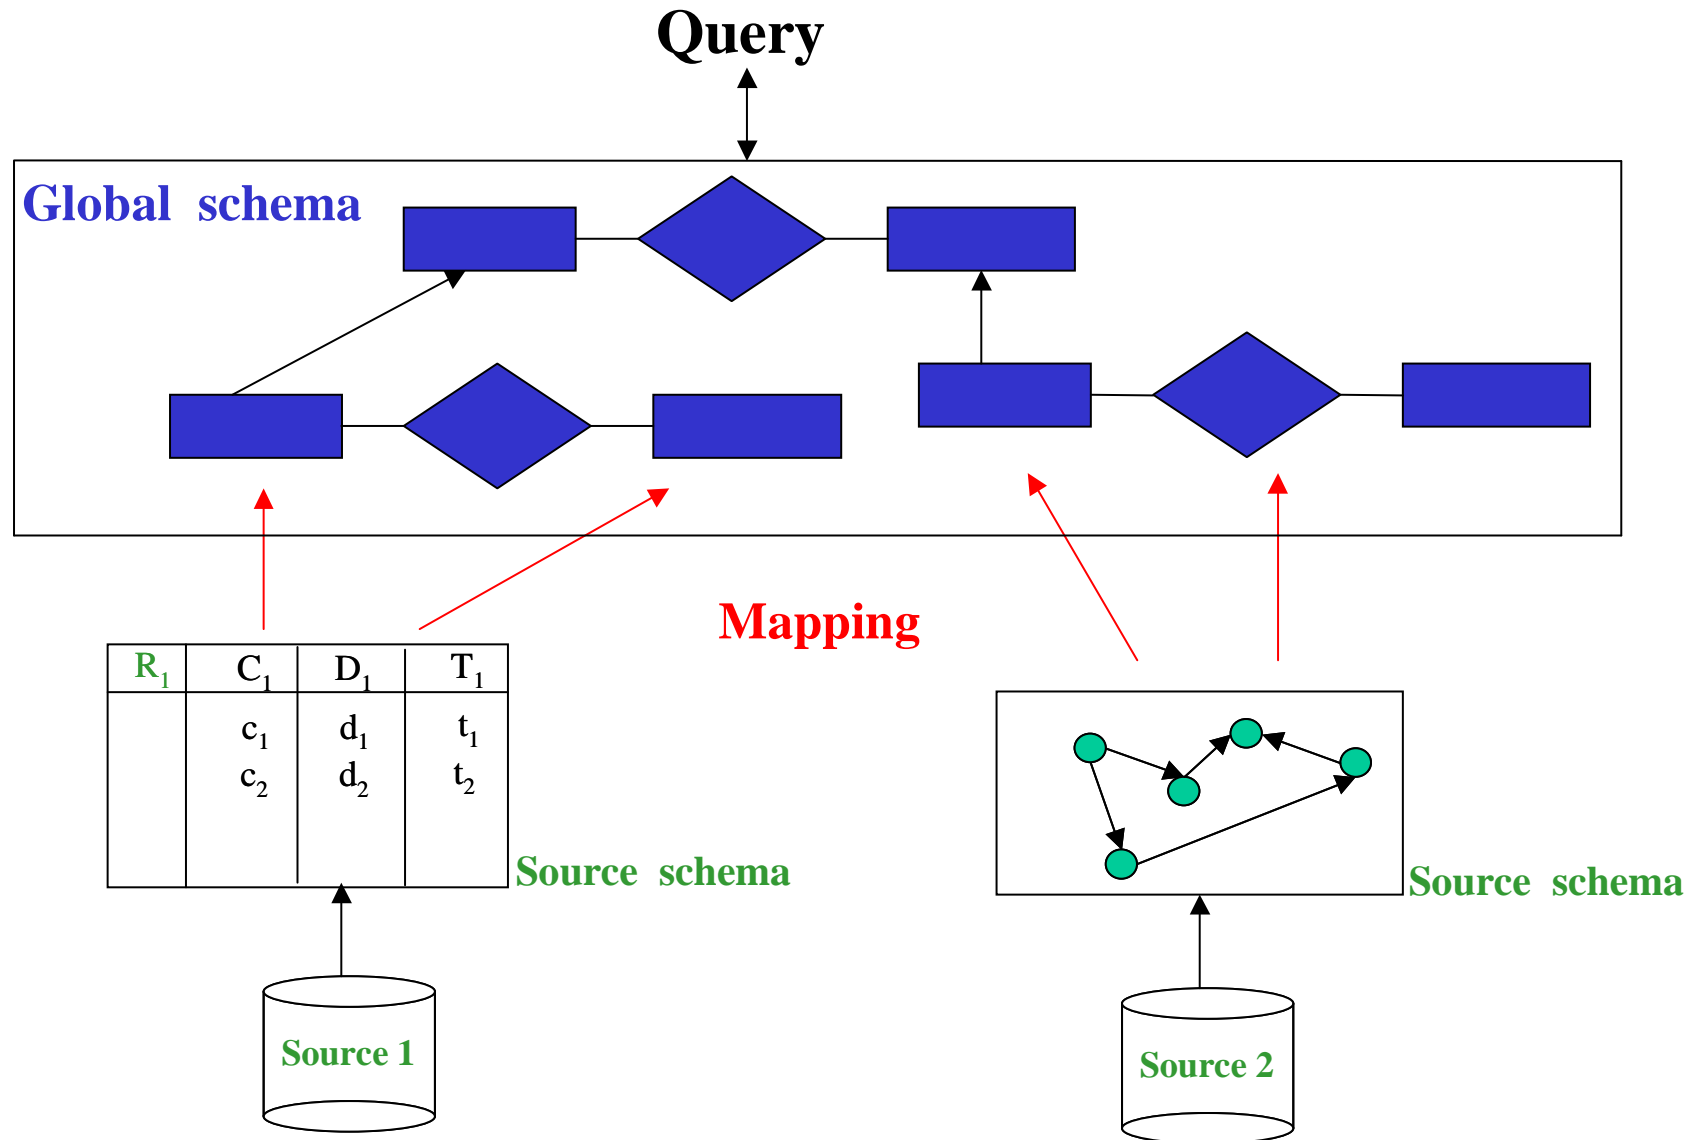 Query
Global schema
Mapping
R₁ C₁ D₁ T₁
c₁ d₁ t₁
c₂ d₂ t₂
Source schema
Source schema
Source 1
Source 2